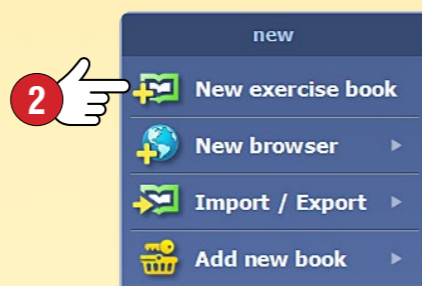 new
2
New exercise book
New browser
Import / Export
Add new book